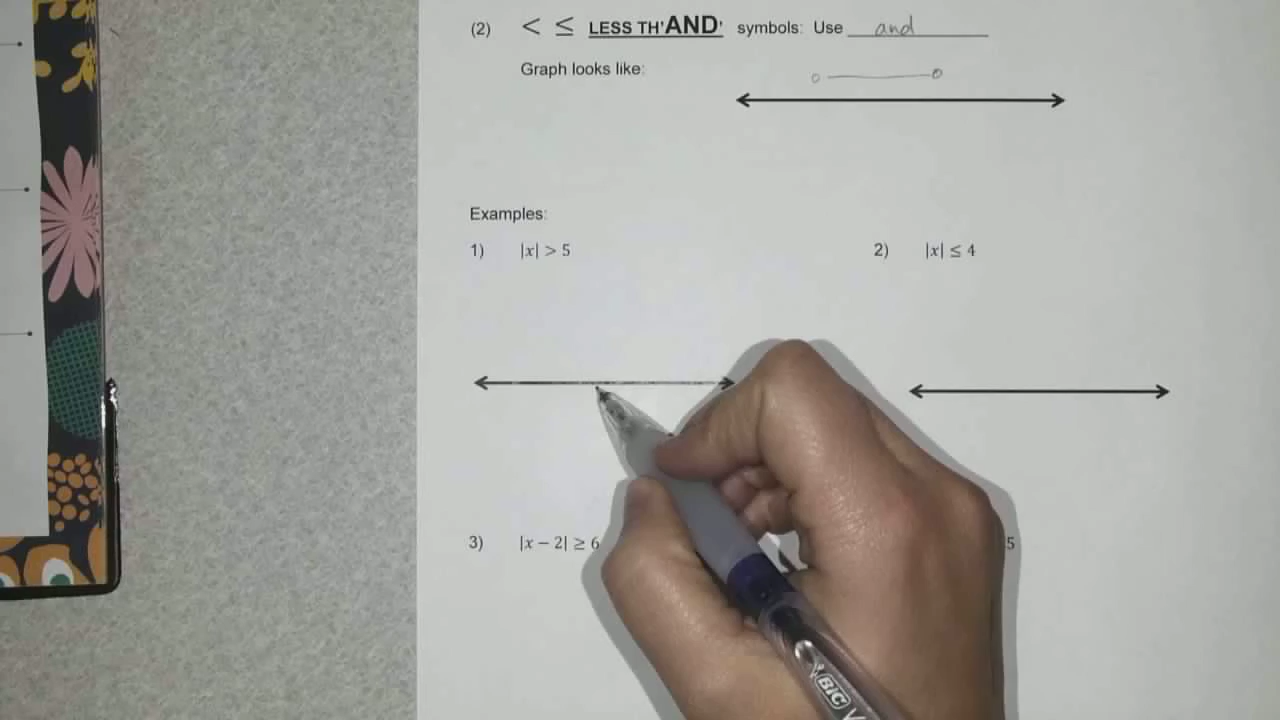 (2) < ≤ LESS TH'AND' symbols: Use and
Graph looks like:
Examples:
1) |x| > 5 2) |x| ≤ 4
3) |x − 2| ≥ 6 5
BIC